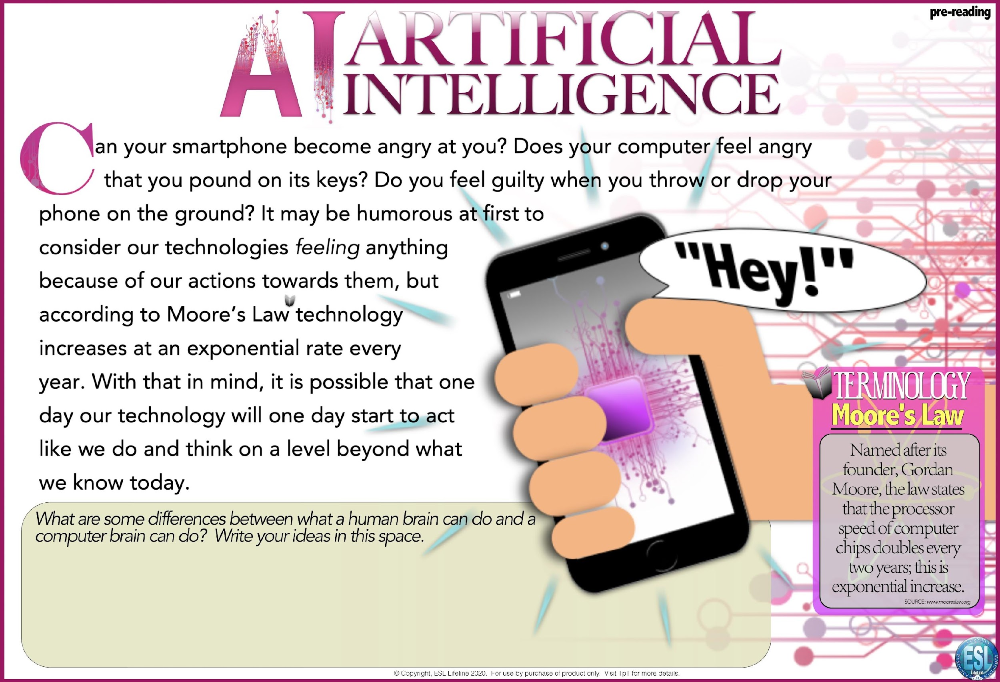 pre-reading
AI ARTIFICIAL
INTELLIGENCE
Can your smartphone become angry at you? Does your computer feel angry
that you pound on its keys? Do you feel guilty when you throw or drop your
phone on the ground? It may be humorous at first to
consider our technologies feeling anything
because of our actions towards them, but
according to Moore's Law technology
increases at an exponential rate every
year. With that in mind, it is possible that one
day our technology will one day start to act
like we do and think on a level beyond what
we know today.
"Hey!"
TERMINOLOGY
Moore's Law
Named after its
founder, Gordan
Moore, the law states
that the processor
speed of computer
chips doubles every
two years; this is
exponential increase.
SOURCE: www.mooreslaw.org
What are some differences between what a human brain can do and a
computer brain can do? Write your ideas in this space.
LESSONS
RESOURCES
MATERIALS
ESL
LifeLine
© Copyright, ESL Lifeline 2020. For use by purchase of product only. V sit TpT for more details.